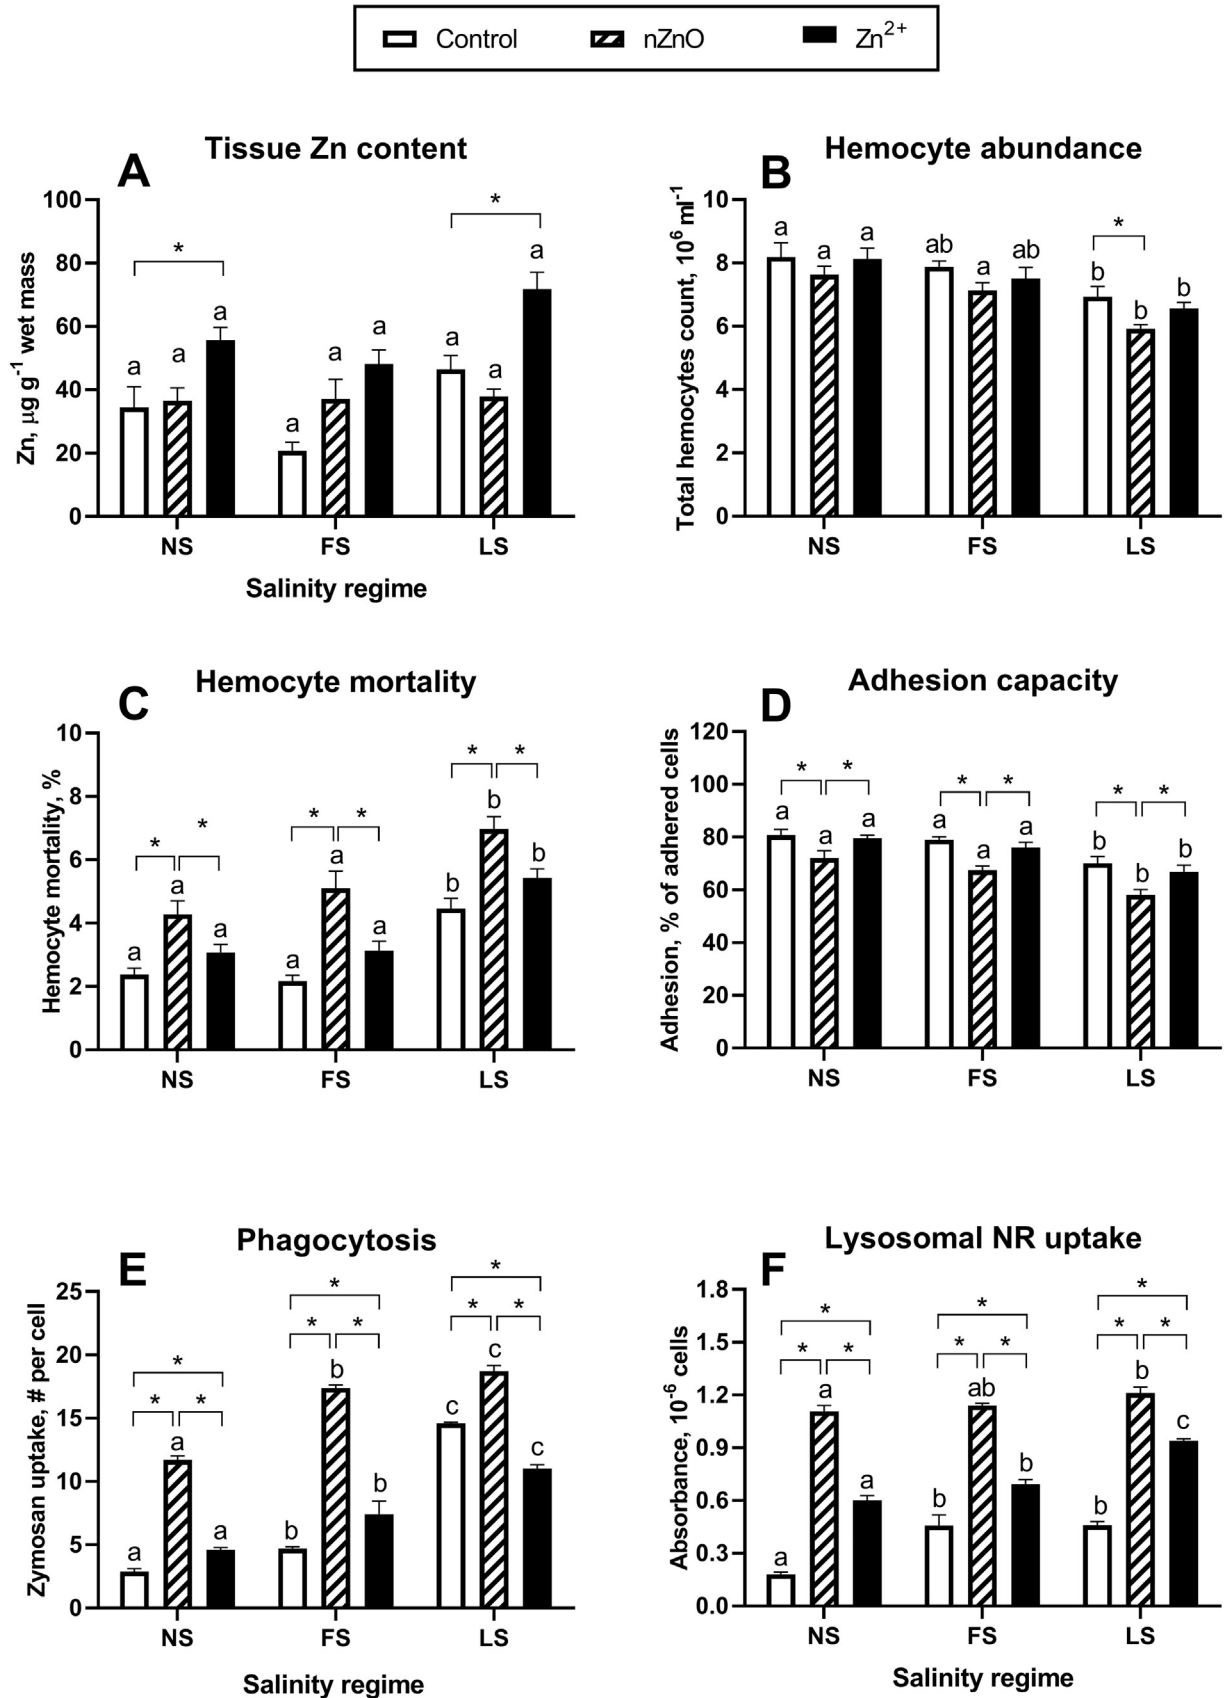 Control nZnO Zn2+
A Tissue Zn content
Zn, µg g-1 wet mass
100
80
60
40
20
0
* *
a a a a a a a a a
NS FS LS
Salinity regime
B Hemocyte abundance
Total hemocytes count, 10^6 ml-1
10
8
6
4
2
0
*
a a a ab a ab b b b
NS FS LS
C Hemocyte mortality
Hemocyte mortality, %
10
8
6
4
2
0
* * * * * *
a a a a a a b b b
NS FS LS
D Adhesion capacity
Adhesion, % of adhered cells
120
100
80
60
40
20
0
* * * * * *
a a a a a a b b b
NS FS LS
E Phagocytosis
Zymosan uptake, # per cell
25
20
15
10
5
0
* * *
* * * * * *
a a a b b b c c c
NS FS LS
Salinity regime
F Lysosomal NR uptake
Absorbance, 10^-6 cells
1.8
1.5
1.2
0.9
0.6
0.3
0.0
* * *
* * * * * *
a a a b ab b b b c
NS FS LS
Salinity regime